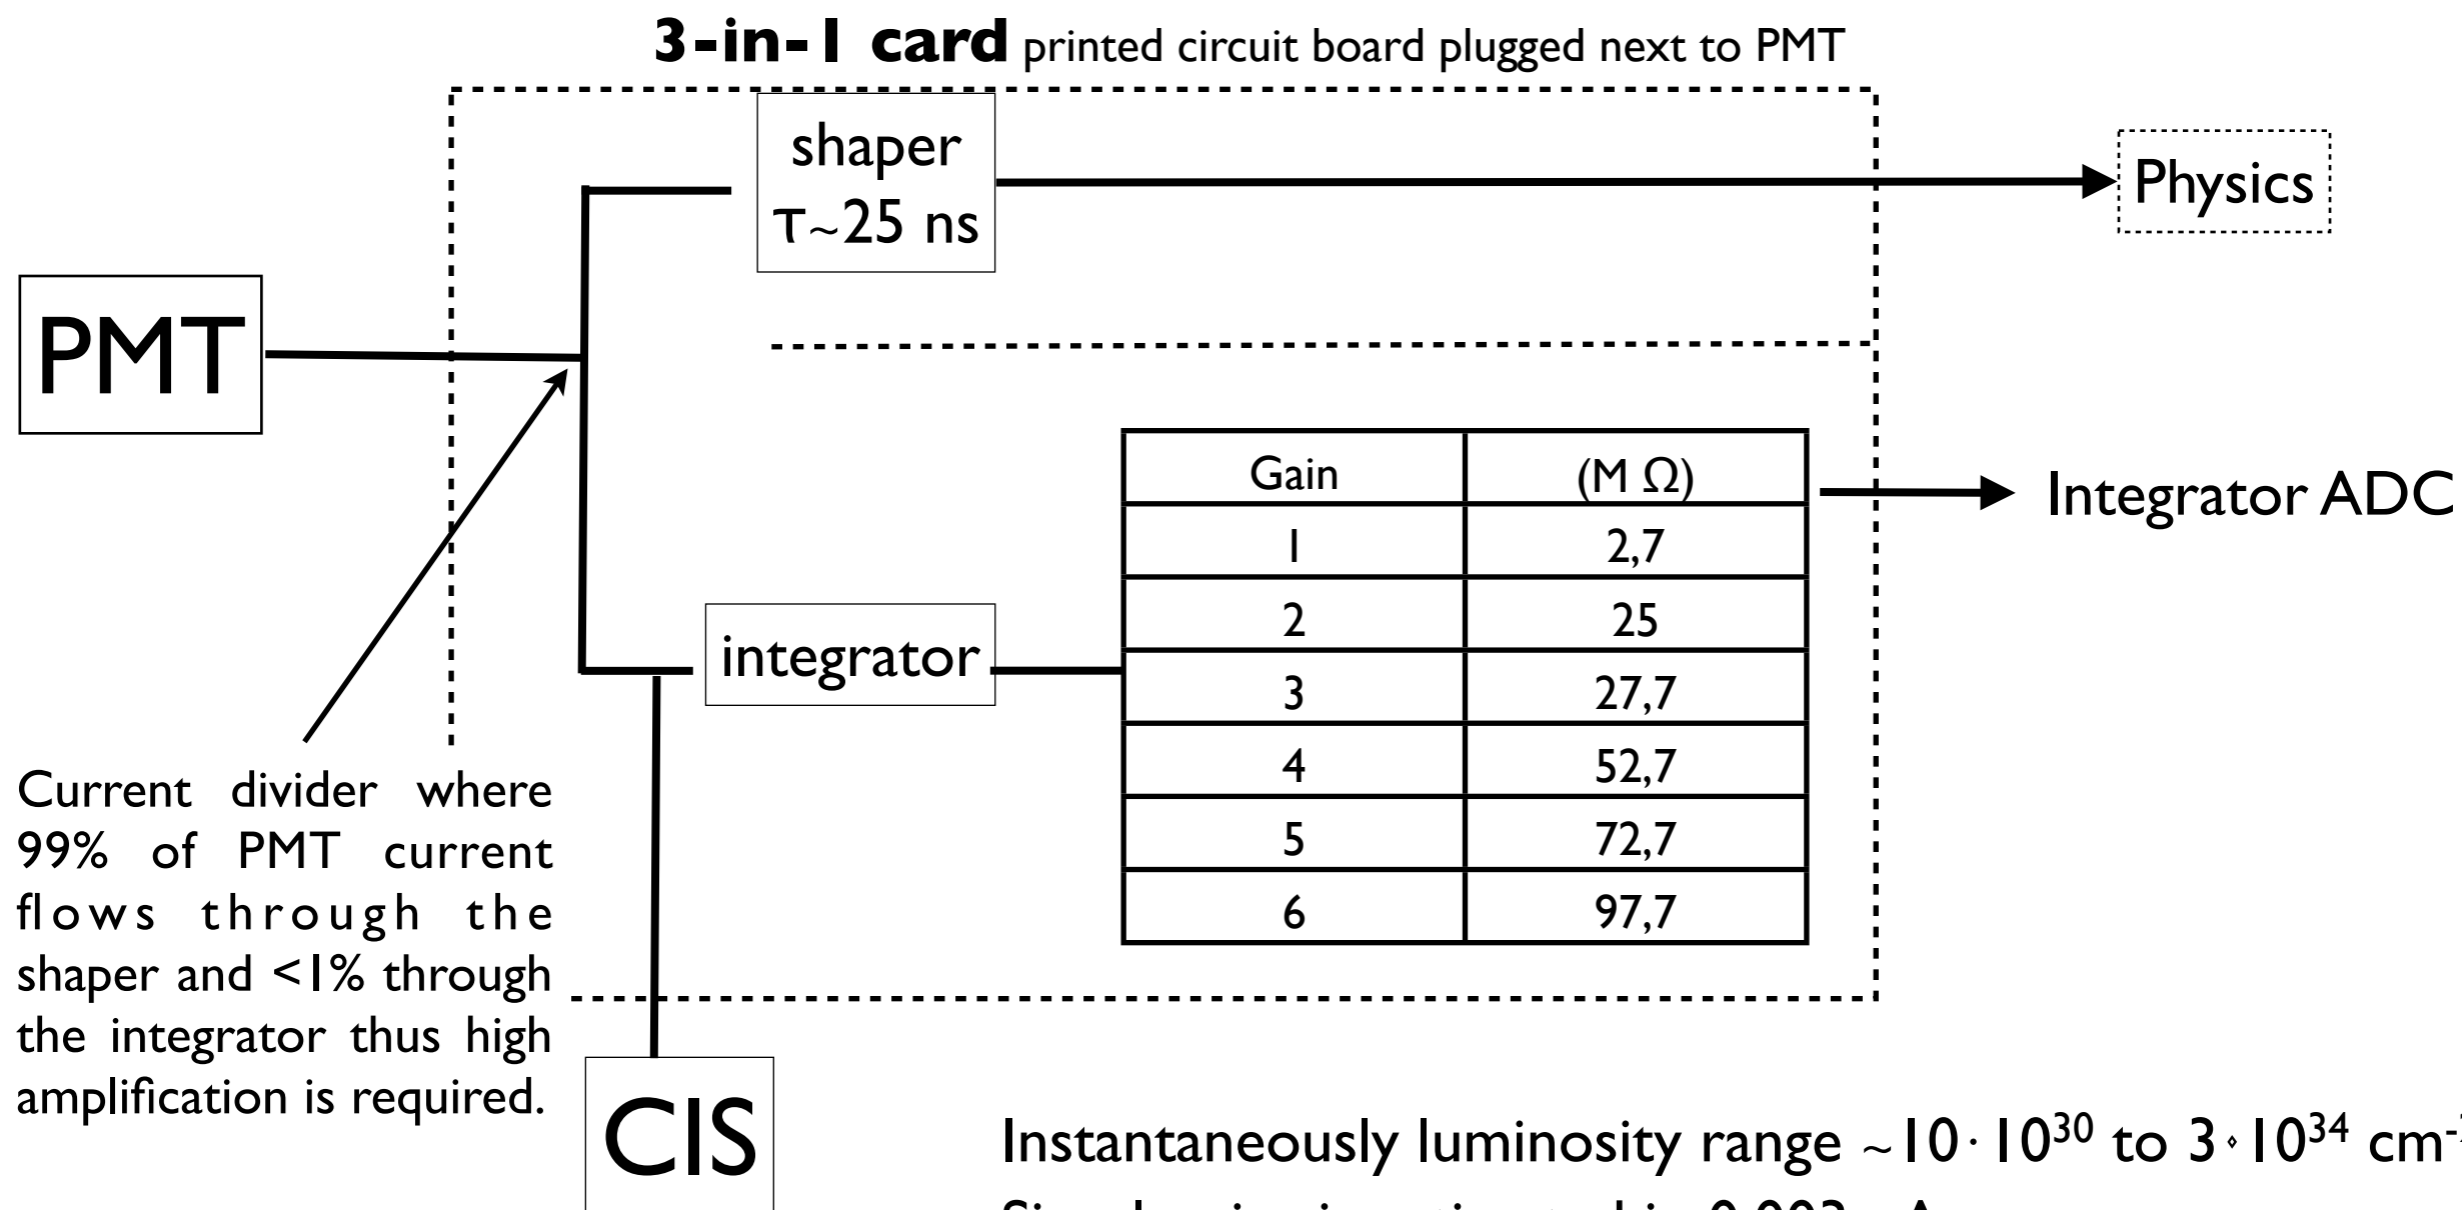 3-in-1 card printed circuit board plugged next to PMT
shaper
τ~25 ns
Physics
PMT
Gain (M Ω)
1 2,7
2 25
3 27,7
4 52,7
5 72,7
6 97,7
Integrator ADC
integrator
Current divider where
99% of PMT current
flows through the
shaper and <1% through
the integrator thus high
amplification is required.
CIS
Instantaneously luminosity range ~10·10³⁰ to 3⋄10³⁴